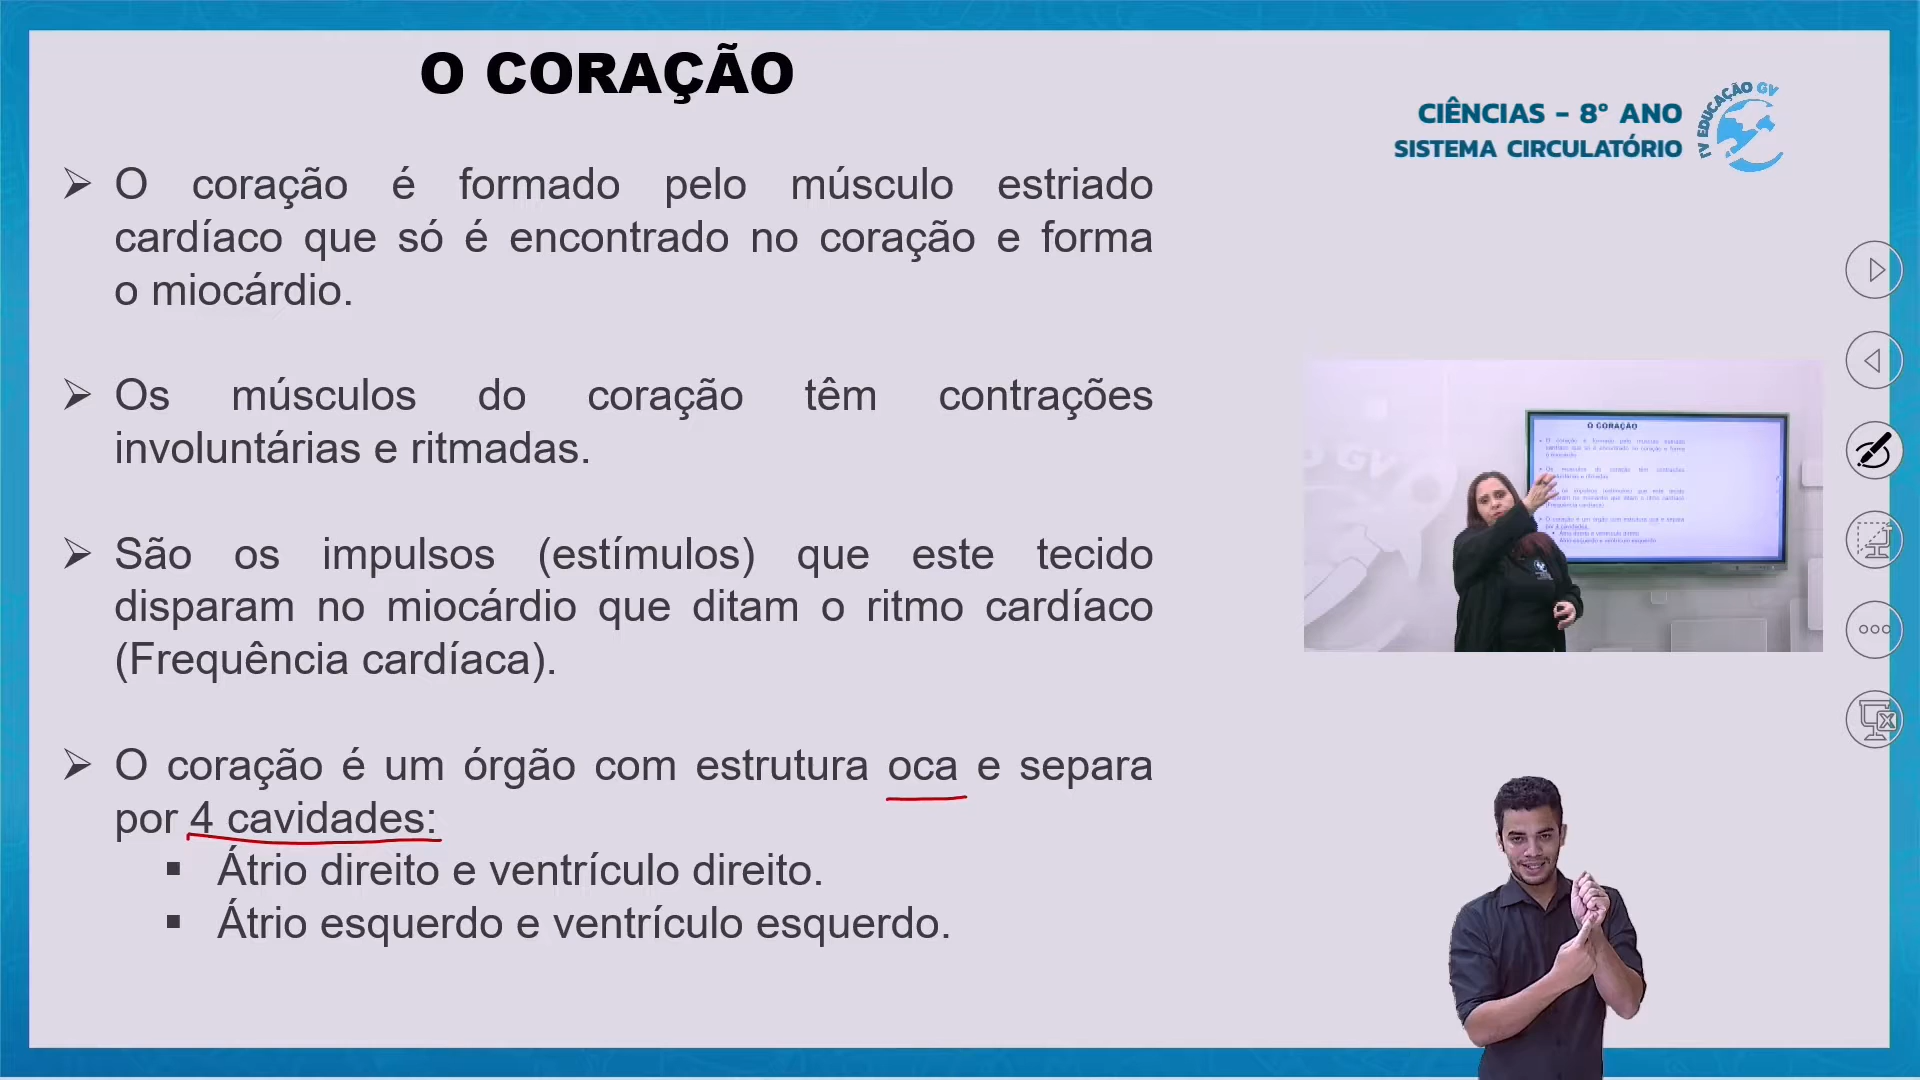 O CORAÇÃO
CIÊNCIAS - 8º ANO
SISTEMA CIRCULATÓRIO
TV EDUCAÇÃO GV
O coração é formado pelo músculo estriado
cardíaco que só é encontrado no coração e forma
o miocárdio.
Os músculos do coração têm contrações
involuntárias e ritmadas.
São os impulsos (estímulos) que este tecido
disparam no miocárdio que ditam o ritmo cardíaco
(Frequência cardíaca).
O coração é um órgão com estrutura oca e separa
por 4 cavidades:
Átrio direito e ventrículo direito.
Átrio esquerdo e ventrículo esquerdo.
O CORAÇÃO